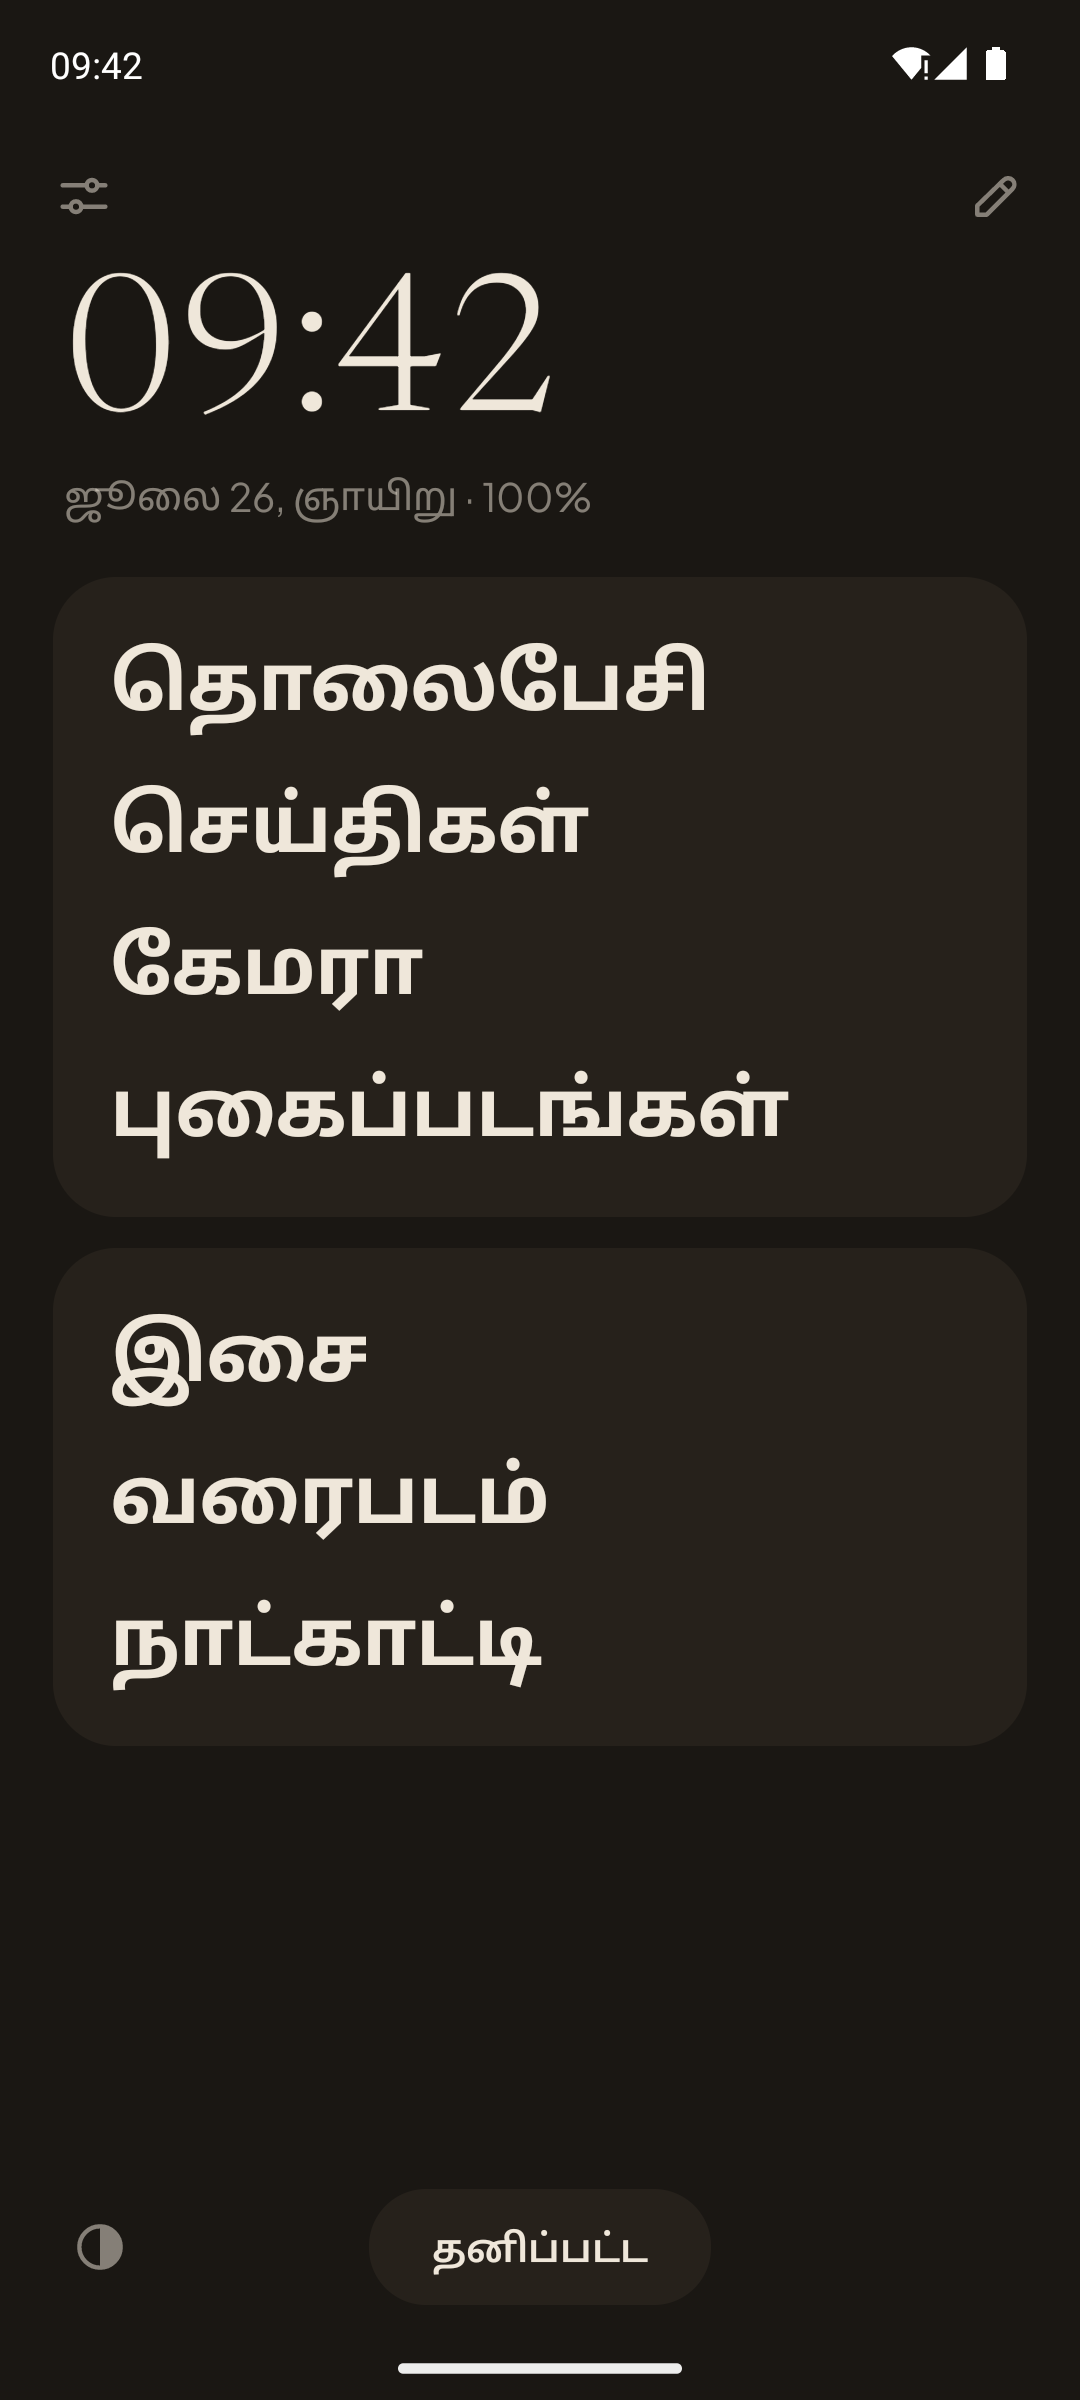 09:42
09:42
ஜூலை 26, ஞாயிறு · 100%
தொலைபேசி
செய்திகள்
கேமரா
புகைப்படங்கள்
இசை
வரைபடம்
நாட்காட்டி
தனிப்பட்ட